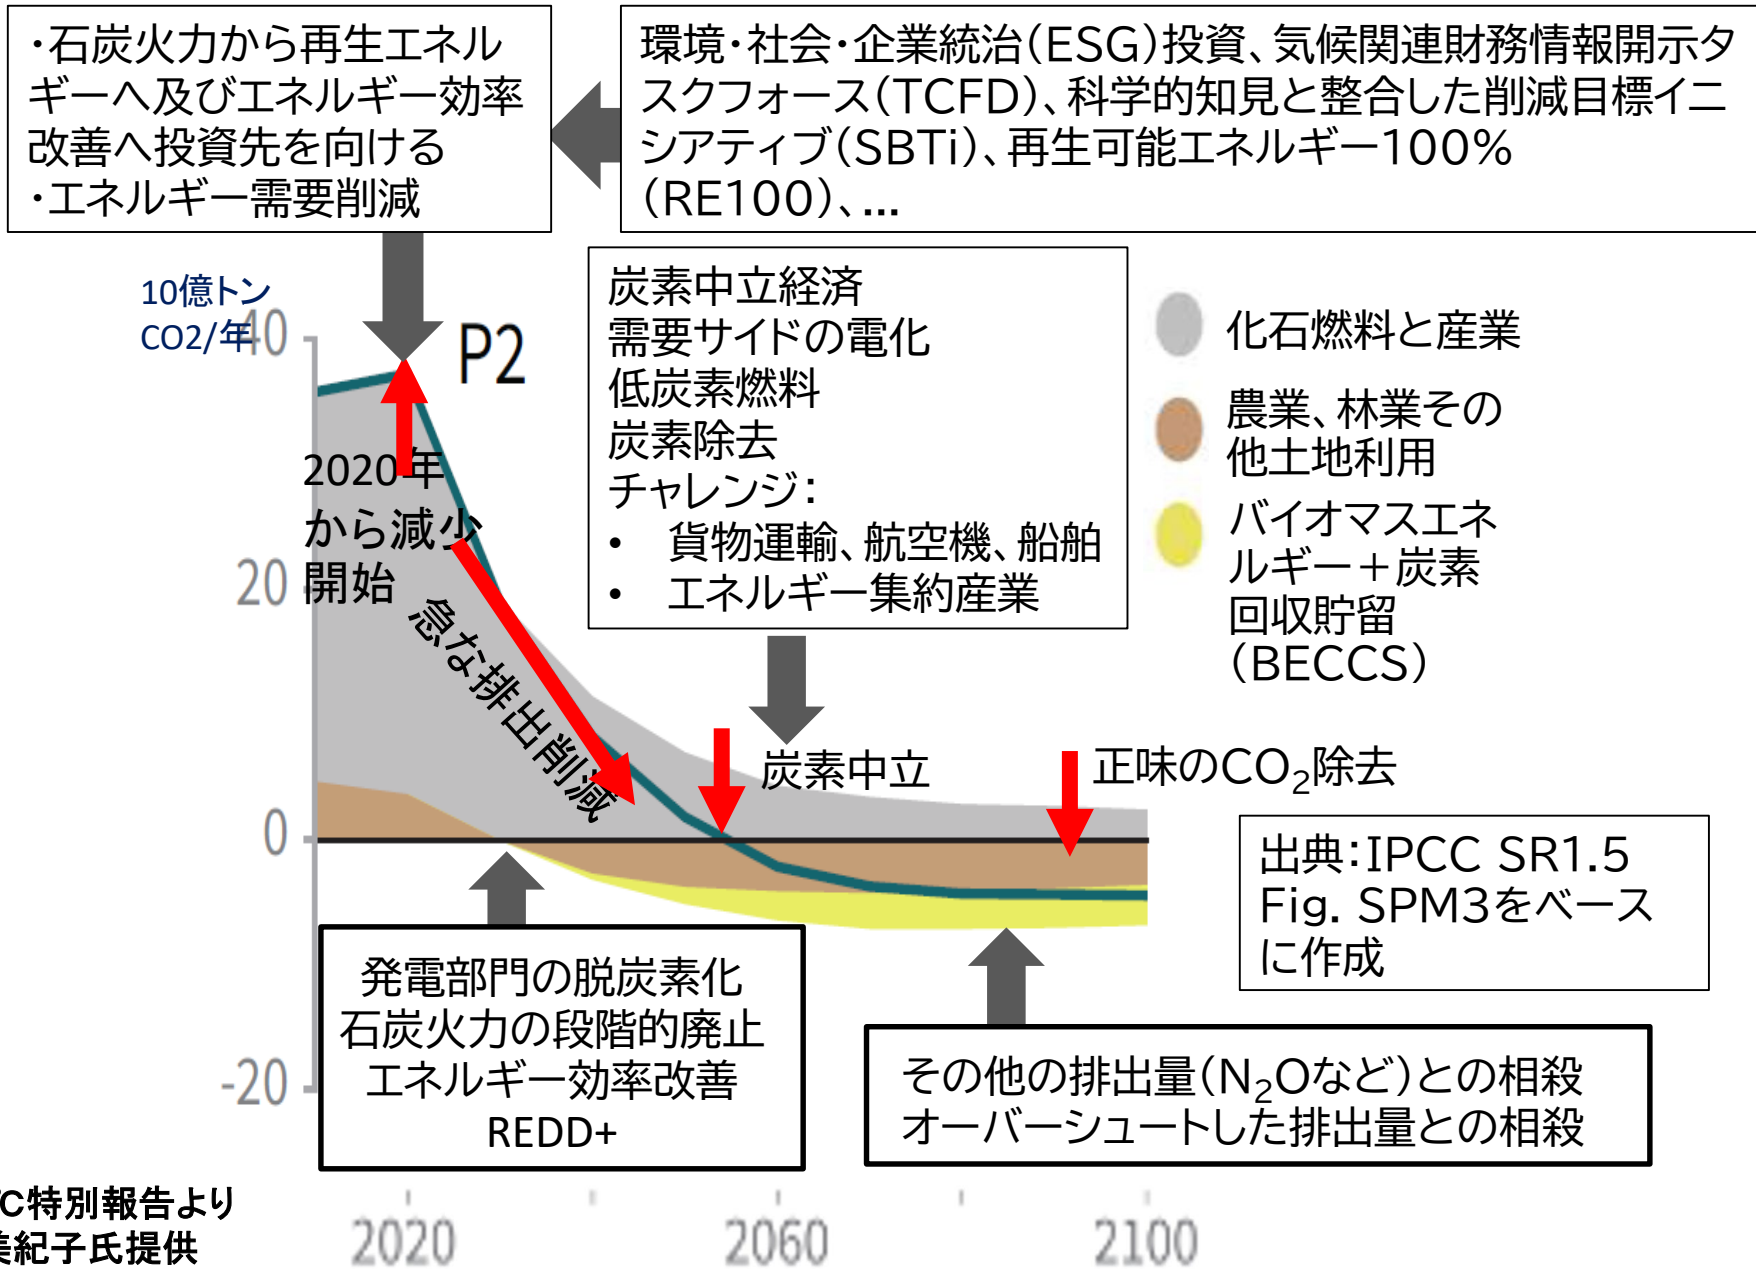 ・石炭火力から再生エネル
ギーへ及びエネルギー効率
改善へ投資先を向ける
・エネルギー需要削減
環境・社会・企業統治(ESG)投資、気候関連財務情報開示タ
スクフォース(TCFD)、科学的知見と整合した削減目標イニ
シアティブ(SBTi)、再生可能エネルギー100%
(RE100)、...
10億トン
CO2/年
40
20
0
-20
P2
2020年
から減少
開始
急な排出削減
炭素中立経済
需要サイドの電化
低炭素燃料
炭素除去
チャレンジ：
• 貨物運輸、航空機、船舶
• エネルギー集約産業
化石燃料と産業
農業、林業その
他土地利用
バイオマスエネ
ルギー＋炭素
回収貯留
(BECCS)
炭素中立
正味のCO₂除去
出典：IPCC SR1.5
Fig. SPM3をベース
に作成
発電部門の脱炭素化
石炭火力の段階的廃止
エネルギー効率改善
REDD+
その他の排出量(N₂Oなど)との相殺
オーバーシュートした排出量との相殺
℃特別報告より
美紀子氏提供
2020
2060
2100